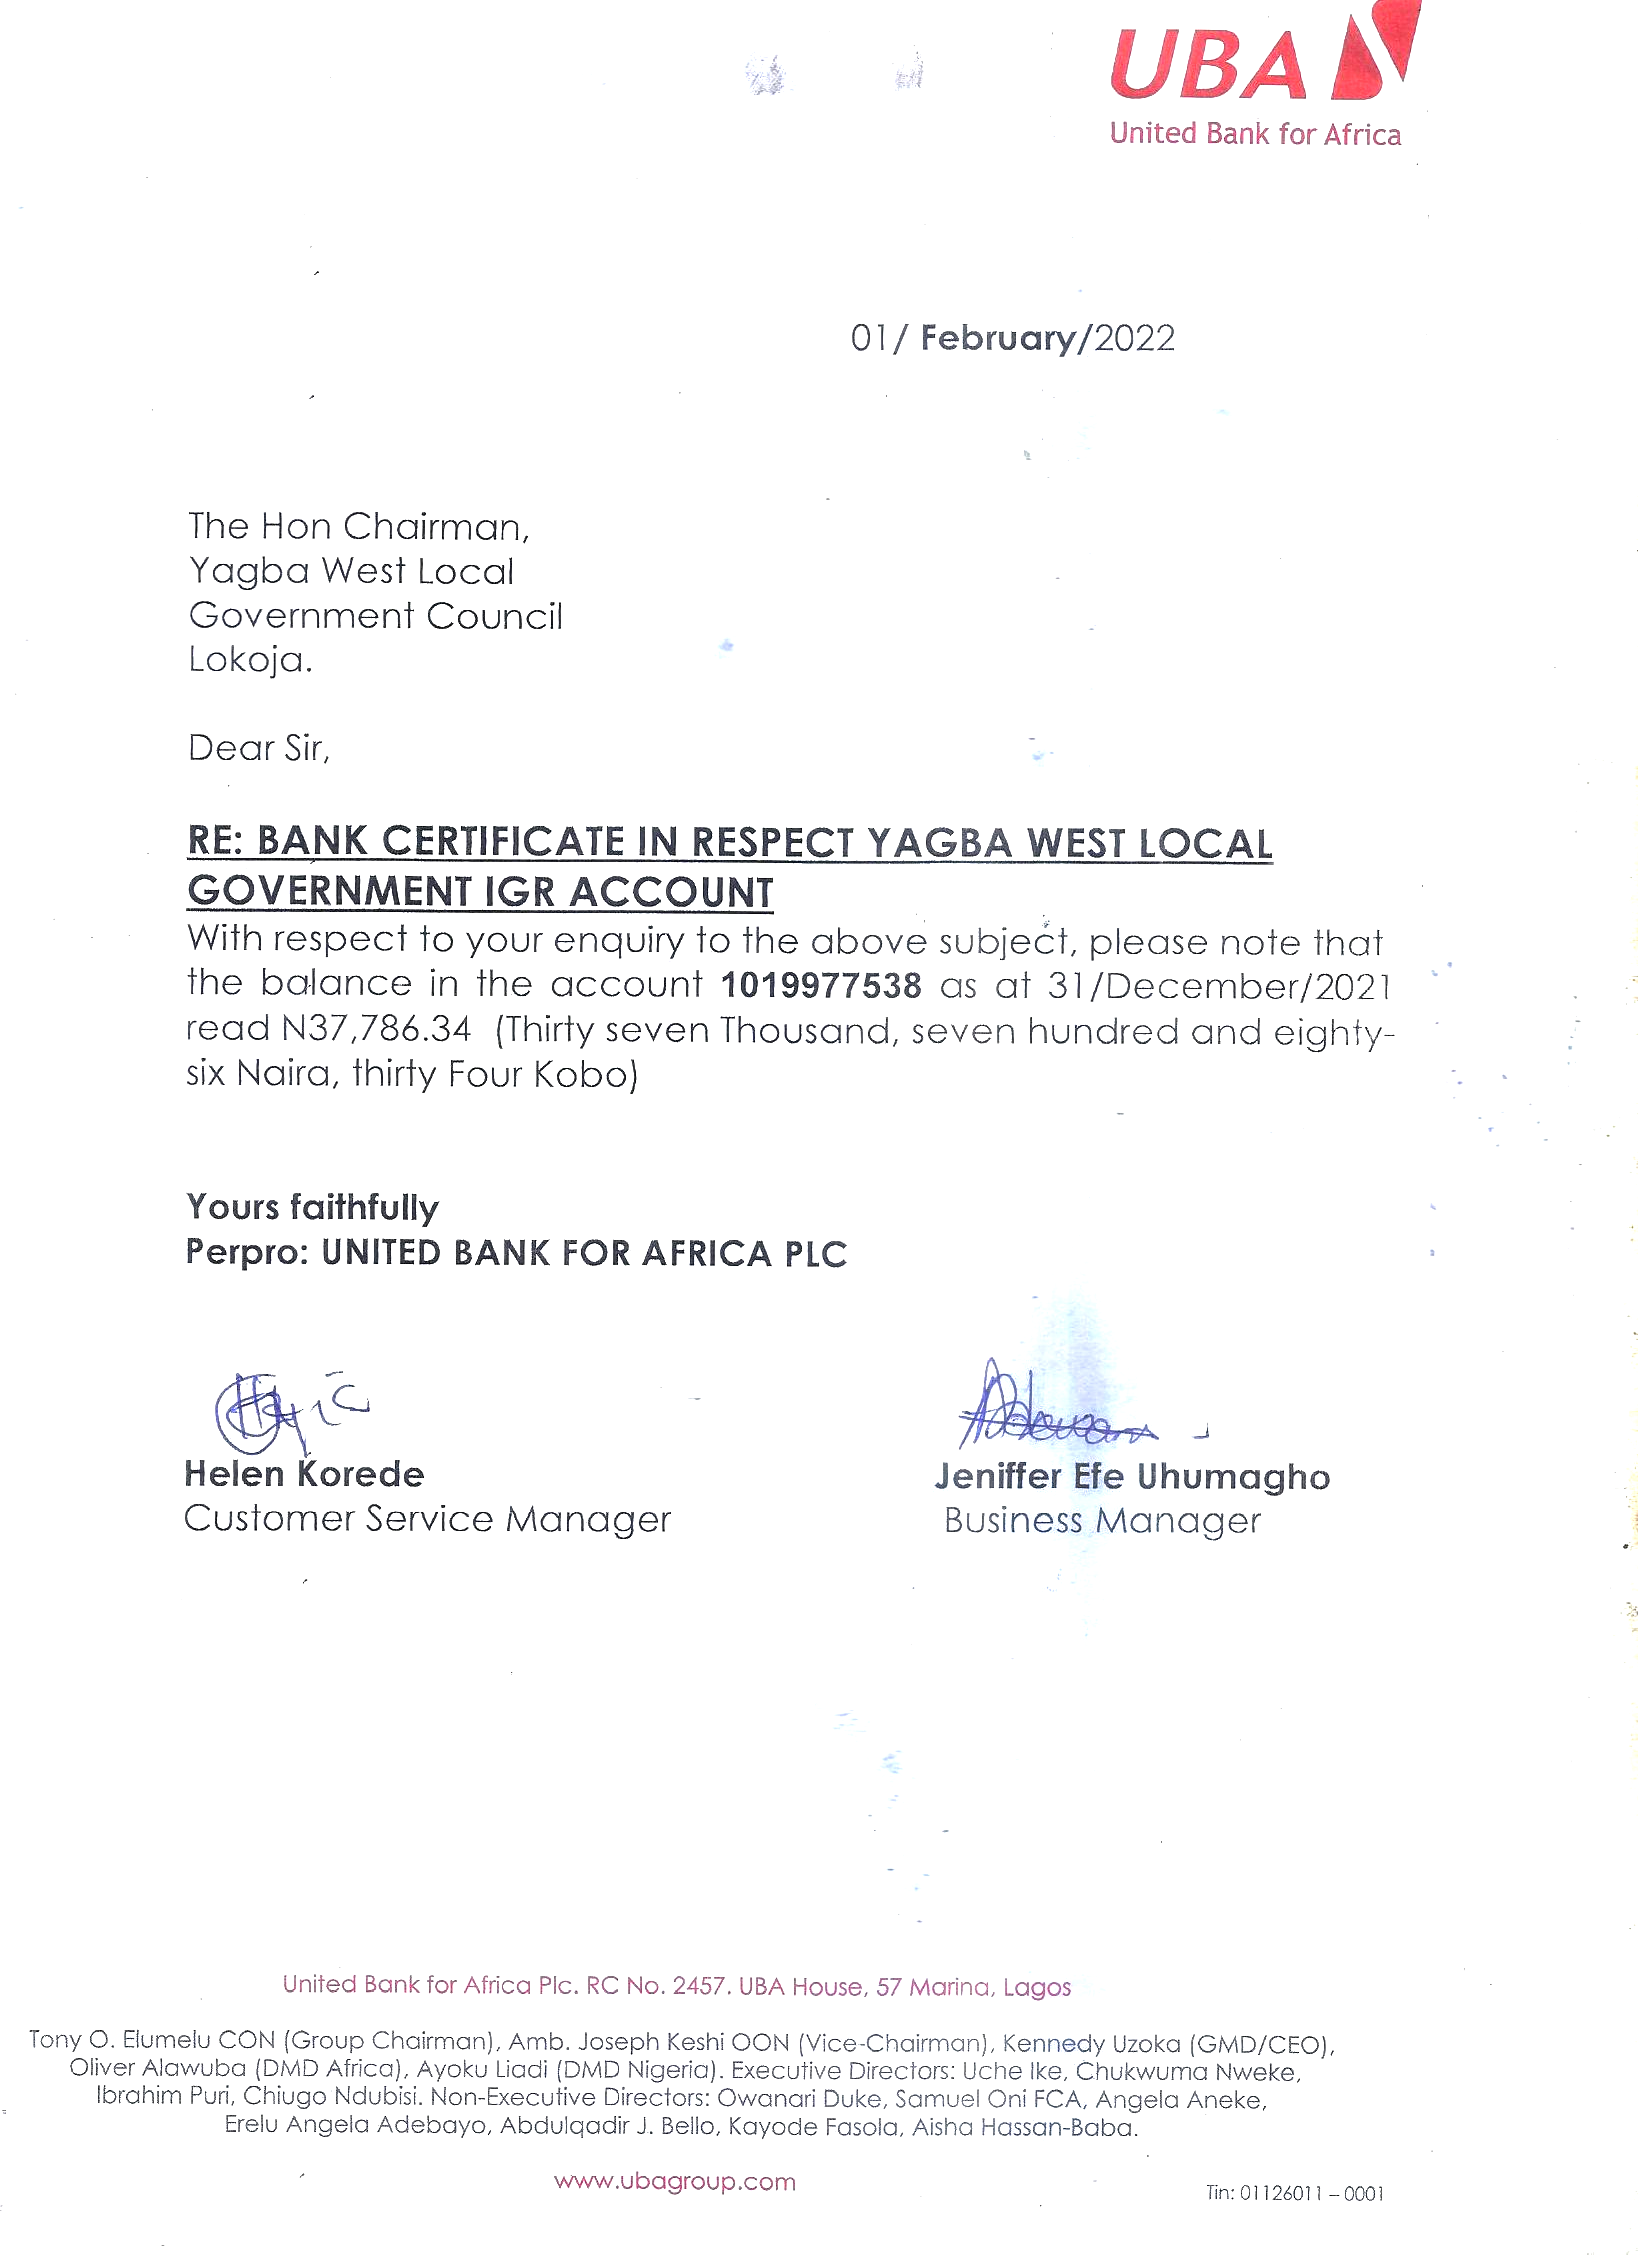 UBA
United Bank for Africa
01/ February/2022
The Hon Chairman,
Yagba West Local
Government Council
Lokoja.
Dear Sir,
RE: BANK CERTIFICATE IN RESPECT YAGBA WEST LOCAL
GOVERNMENT IGR ACCOUNT
With respect to your enquiry to the above subject, please note that
the balance in the account 1019977538 as at 31/December/2021
read N37,786.34 (Thirty seven Thousand, seven hundred and eighty-
six Naira, thirty Four Kobo)
Yours faithfully
Perpro: UNITED BANK FOR AFRICA PLC
Helen Korede
Customer Service Manager
Jeniffer Efe Uhumagho
Business Manager
United Bank for Africa Plc. RC No. 2457. UBA House, 57 Marina, Lagos
Tony O. Elumelu CON (Group Chairman), Amb. Joseph Keshi OON (Vice-Chairman), Kennedy Uzoka (GMD/CEO),
Oliver Alawuba (DMD Africa), Ayoku Liadi (DMD Nigeria). Executive Directors: Uche Ike, Chukwuma Nweke,
Ibrahim Puri, Chiugo Ndubisi. Non-Executive Directors: Owanari Duke, Samuel Oni FCA, Angela Aneke,
Erelu Angela Adebayo, Abdulqadir J. Bello, Kayode Fasola, Aisha Hassan-Baba.
www.ubagroup.com
Tin: 01126011 – 0001